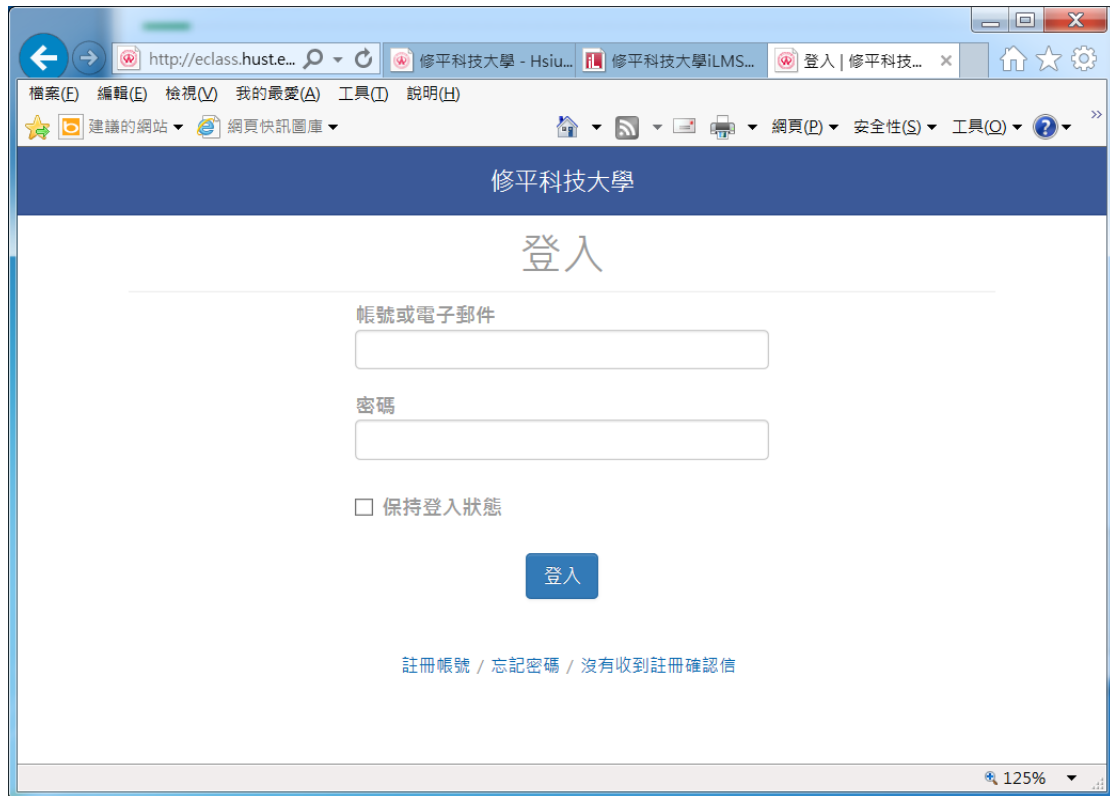 http://eclass.hust.e... 修平科技大學 - Hsiu... 修平科技大學iLMS... 登入 | 修平科技...
檔案(F) 編輯(E) 檢視(V) 我的最愛(A) 工具(T) 說明(H)
建議的網站 網頁快訊圖庫 網頁(P) 安全性(S) 工具(O)
修平科技大學
登入
帳號或電子郵件
密碼
保持登入狀態
登入
註冊帳號 / 忘記密碼 / 沒有收到註冊確認信
125%